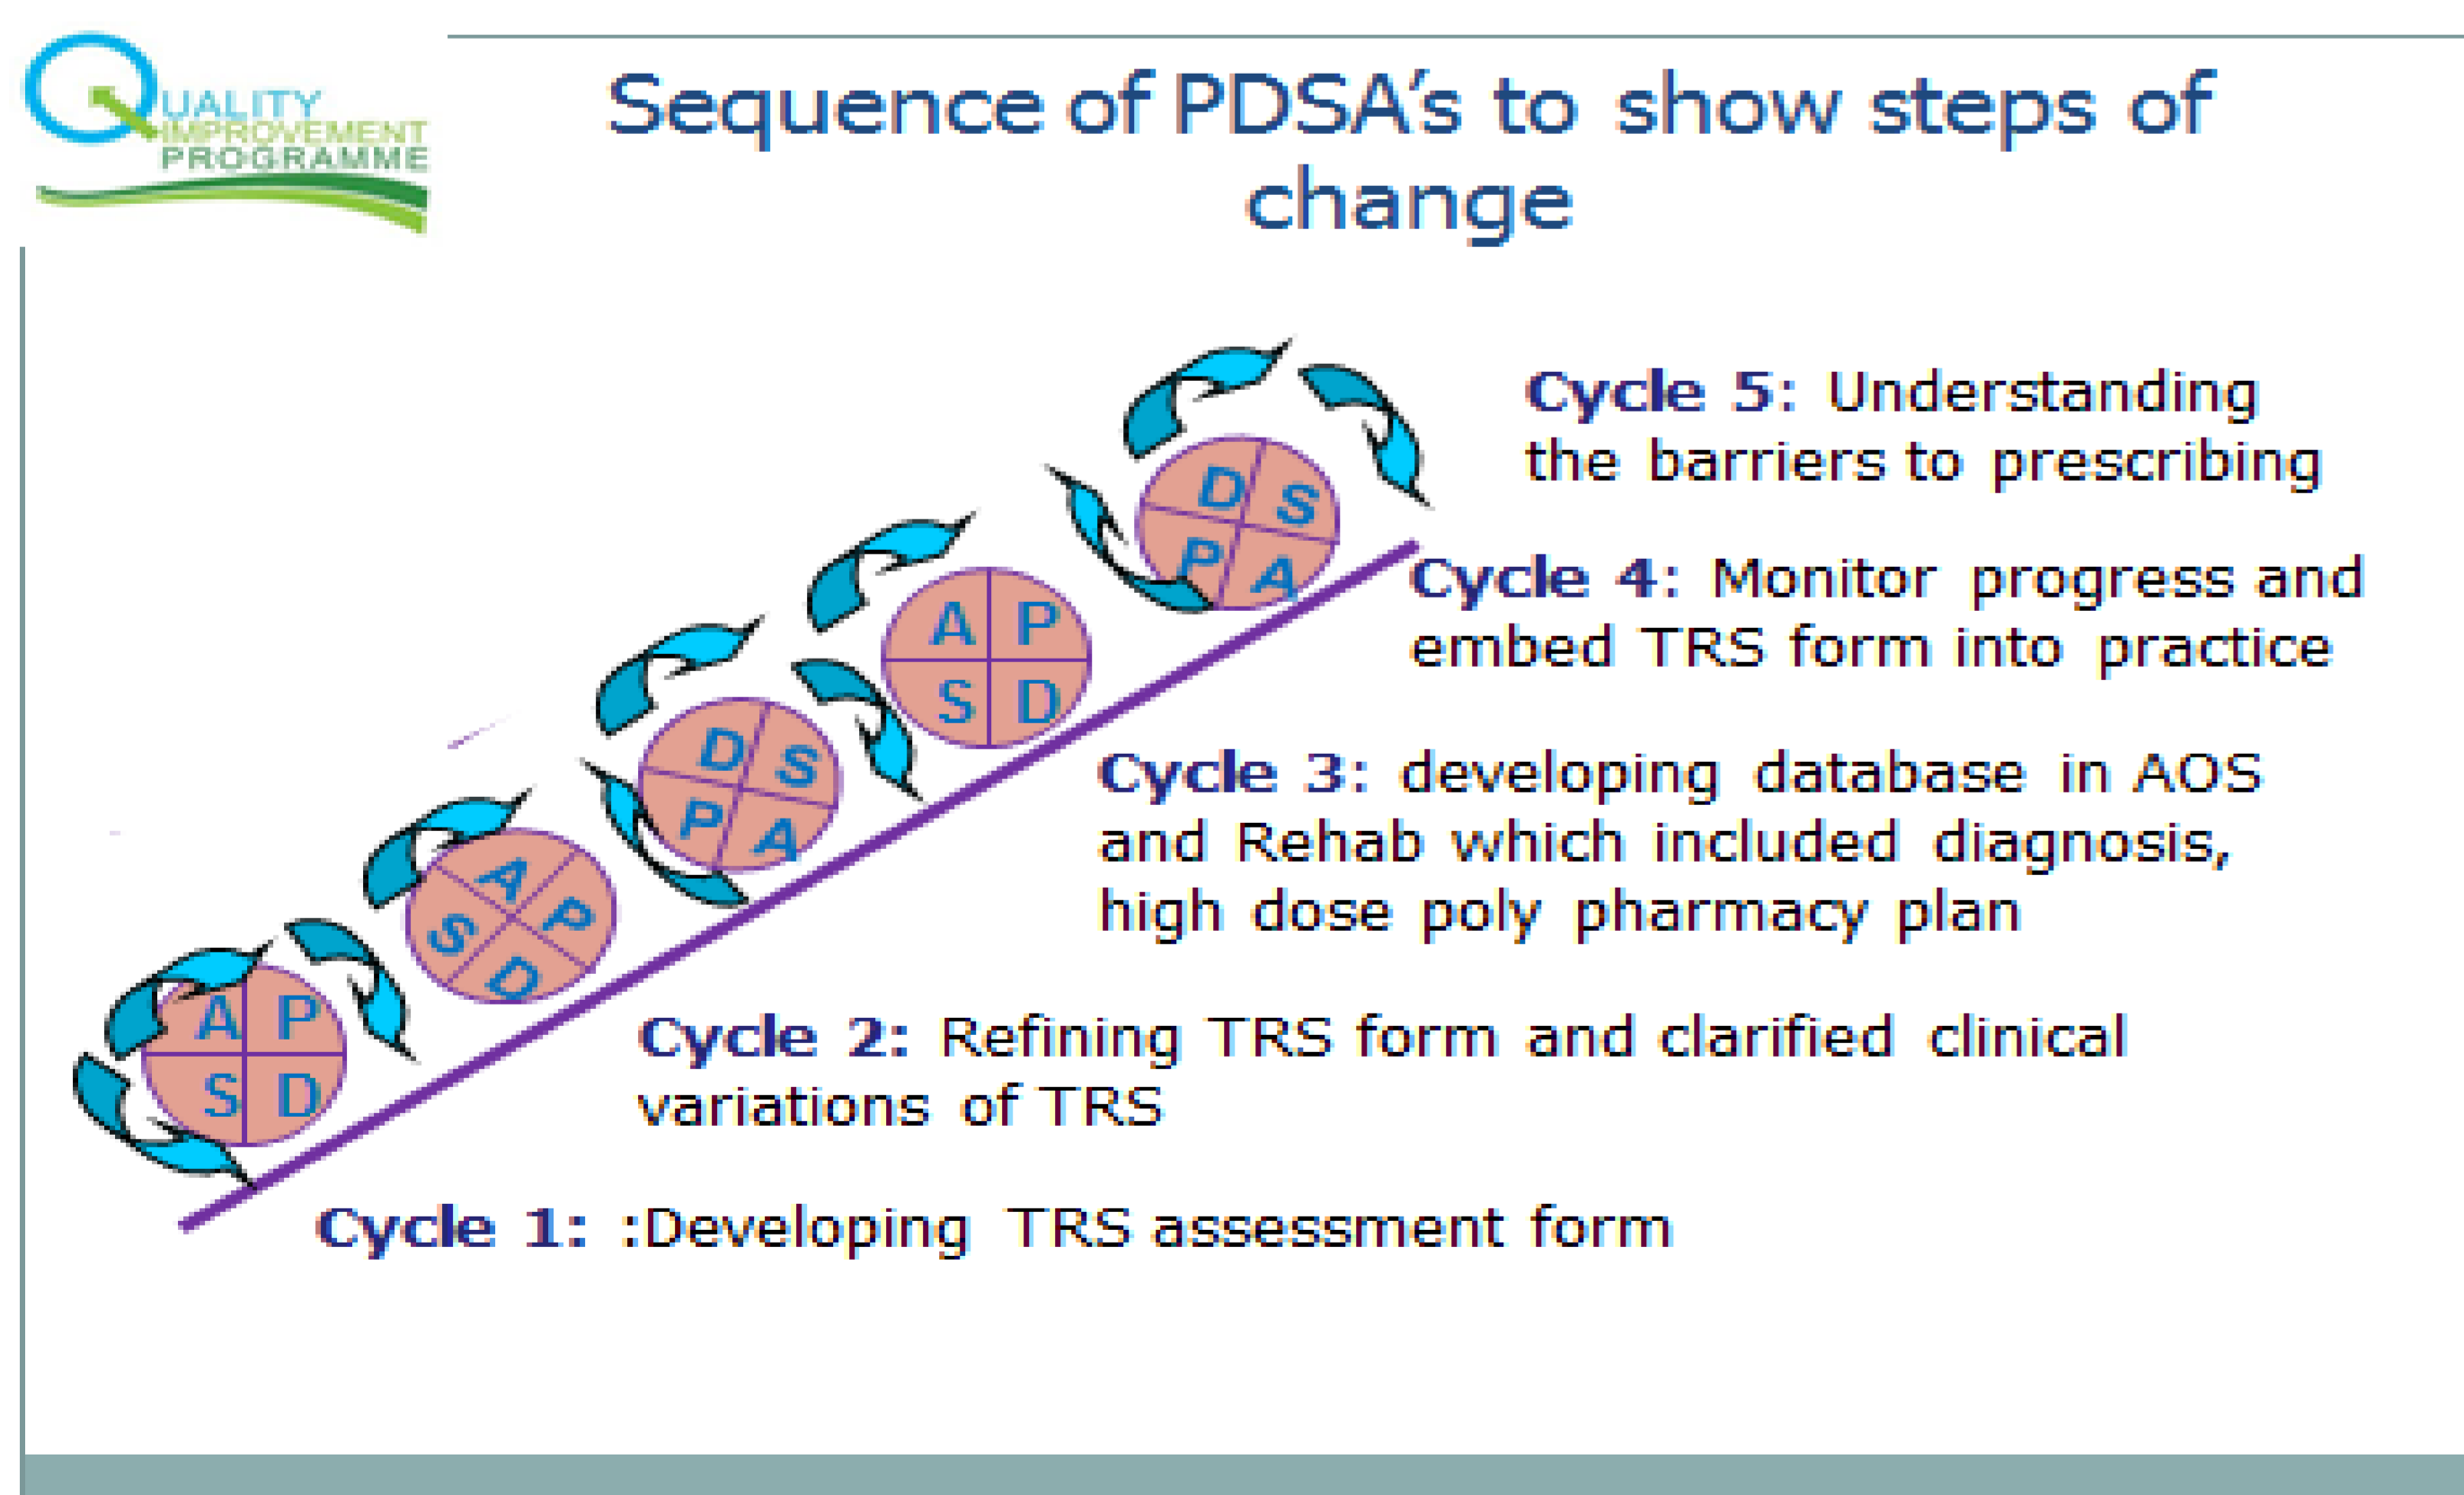 QUALITY
IMPROVEMENT
PROGRAMME
Sequence of PDSA's to show steps of
change
Cycle 5: Understanding
the barriers to prescribing
D S
P A
Cycle 4: Monitor progress and
embed TRS form into practice
A P
S D
Cycle 3: developing database in AOS
and Rehab which included diagnosis,
high dose poly pharmacy plan
D S
P A
Cycle 2: Refining TRS form and clarified clinical
variations of TRS
A
S P
D
Cycle 1: :Developing TRS assessment form
A P
S D